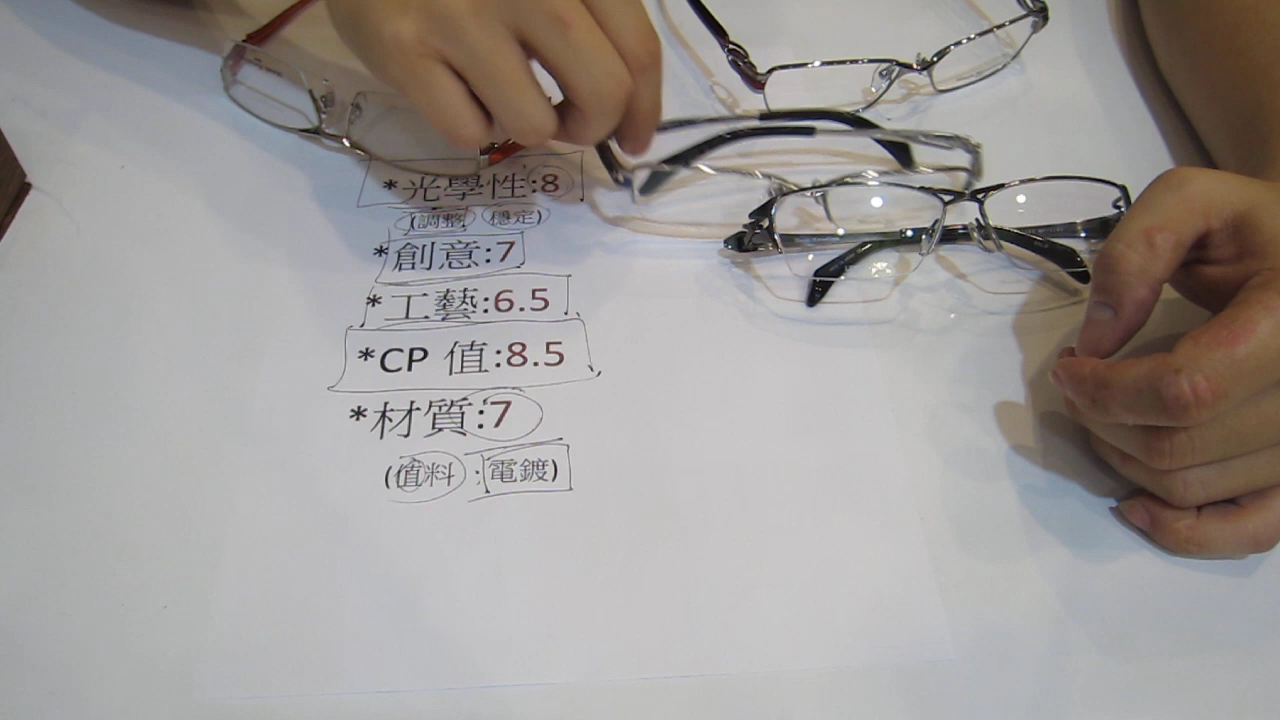 *光學性:8
(調整 穩定)
*創意:7
*工藝:6.5
*CP 值:8.5
*材質:7
(值料:電鍍)